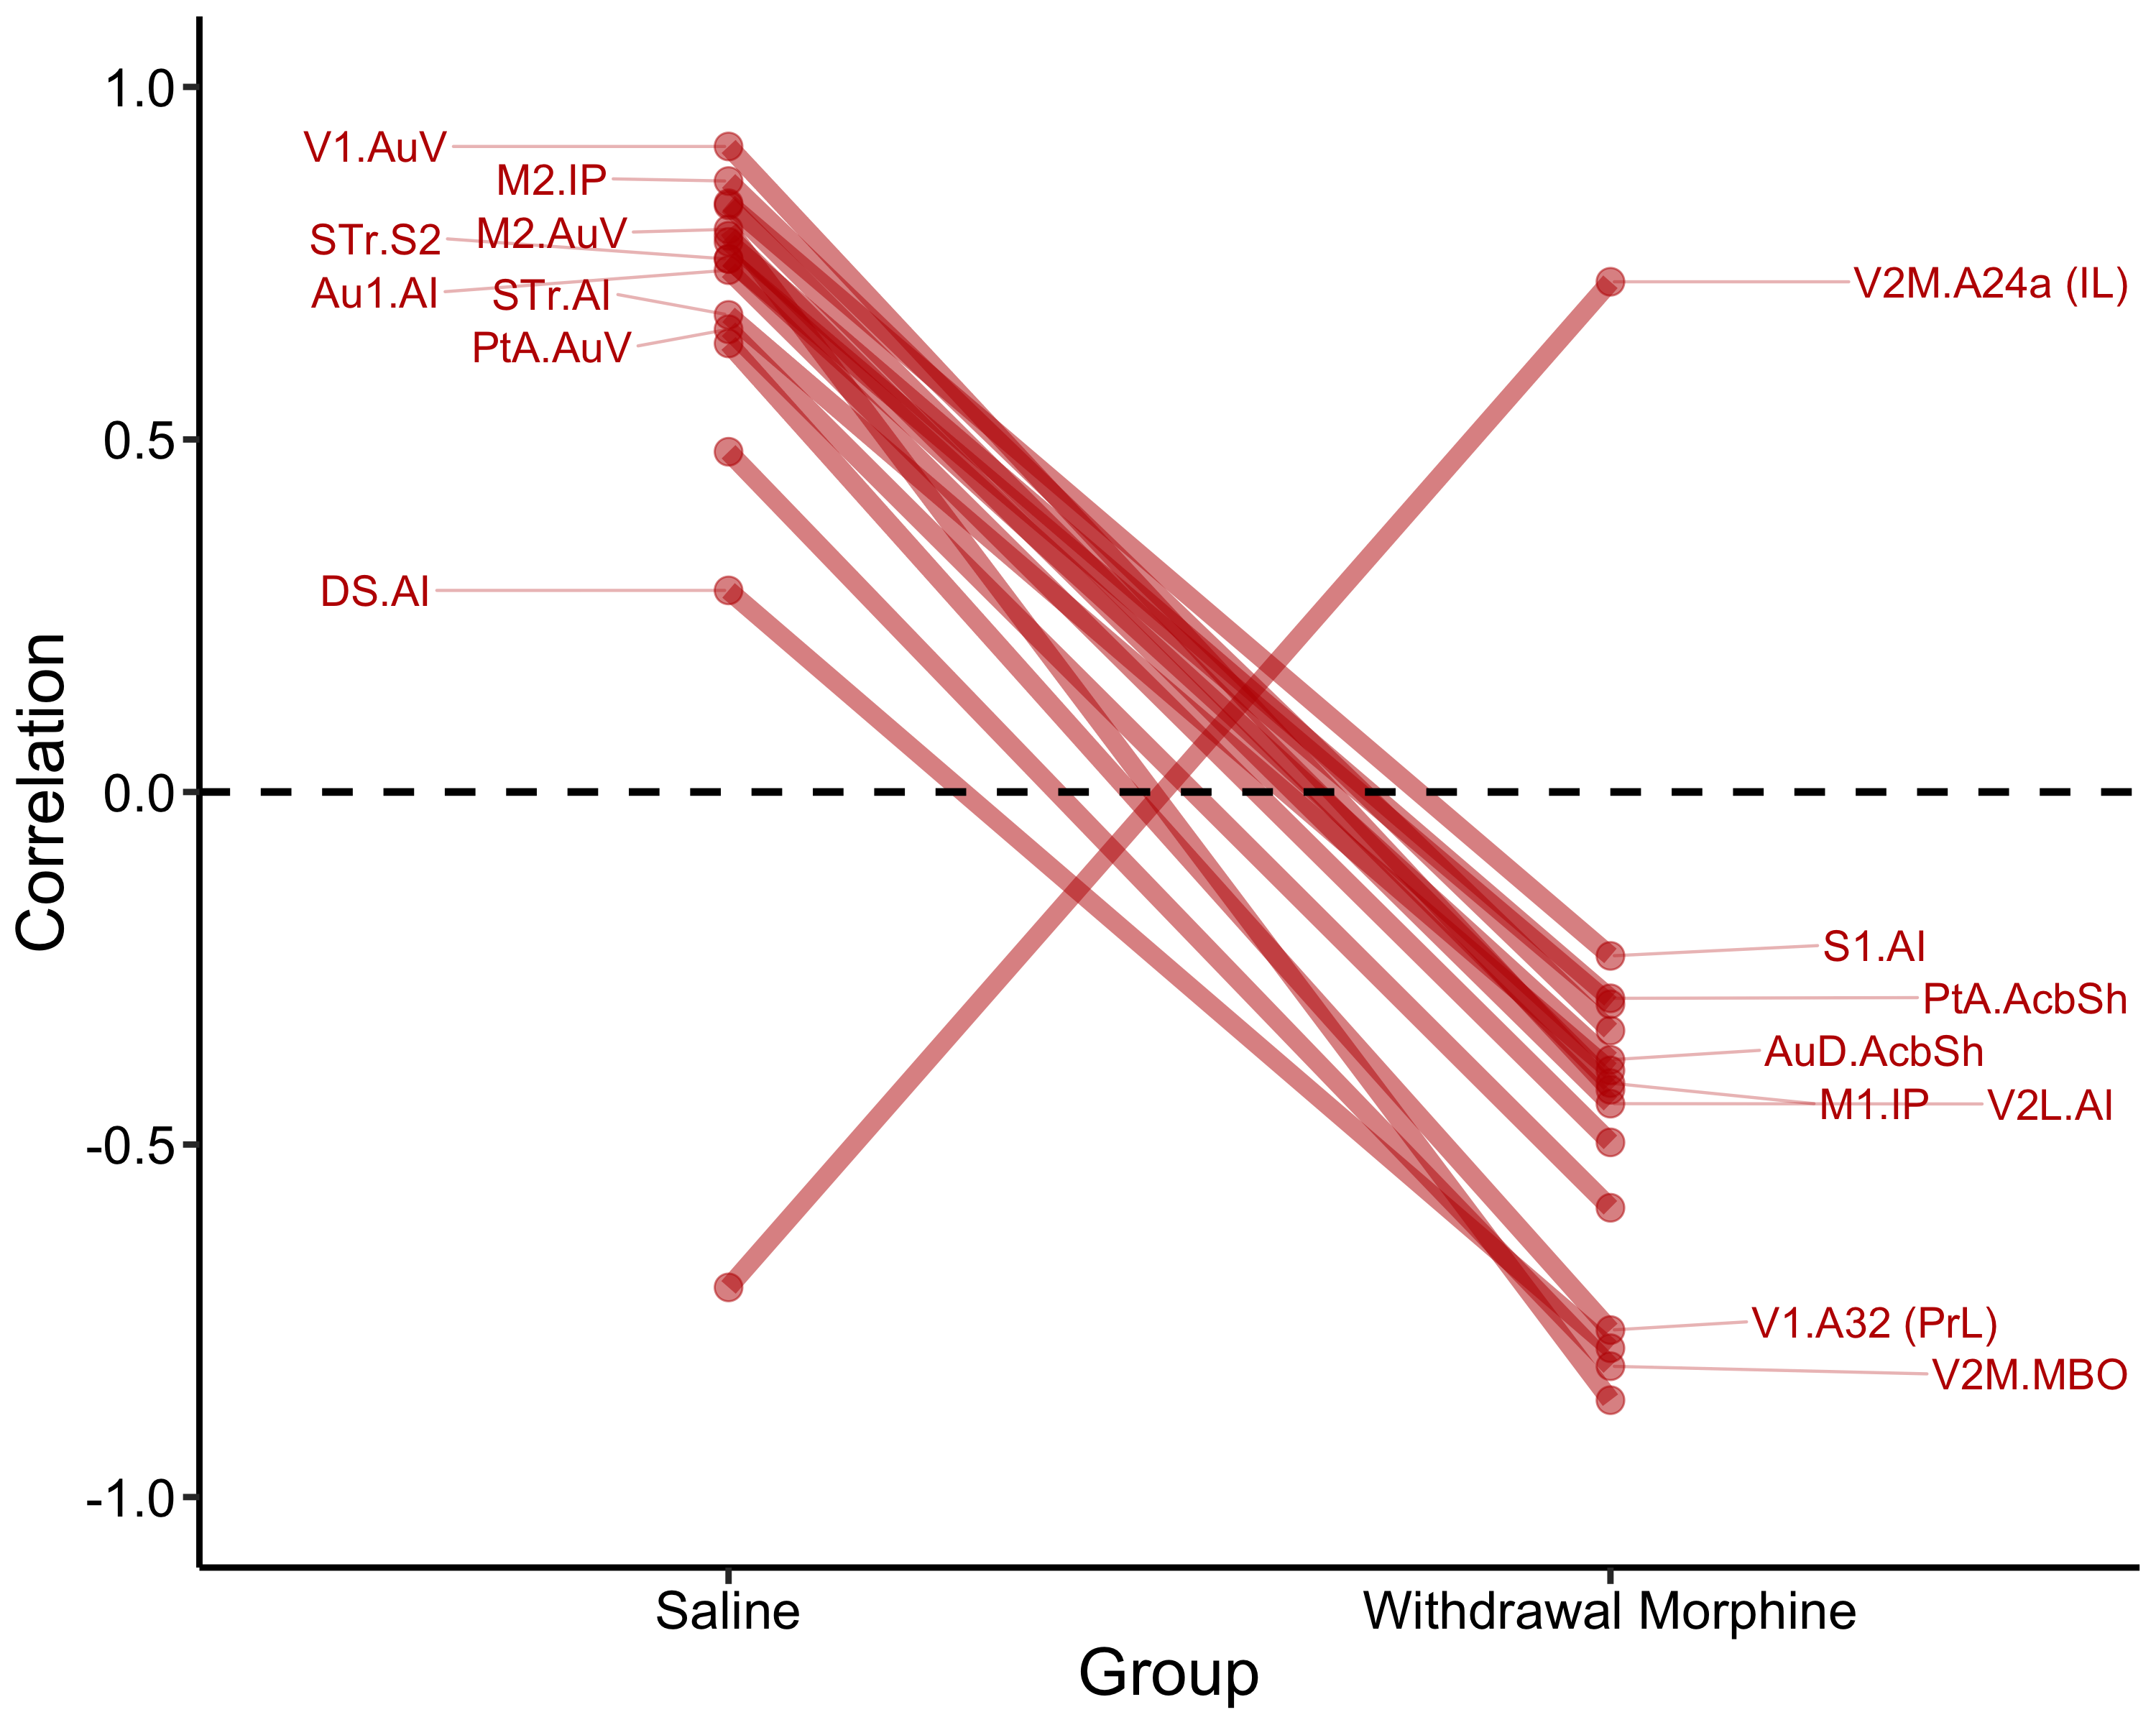 1.0
0.5
0.0
-0.5
-1.0
Correlation
V1.AuV
M2.IP
STr.S2
M2.AuV
Au1.AI
STr.AI
PtA.AuV
DS.AI
V2M.A24a (IL)
S1.AI
PtA.AcbSh
AuD.AcbSh
M1.IP
V2L.AI
V1.A32 (PrL)
V2M.MBO
Saline
Withdrawal Morphine
Group